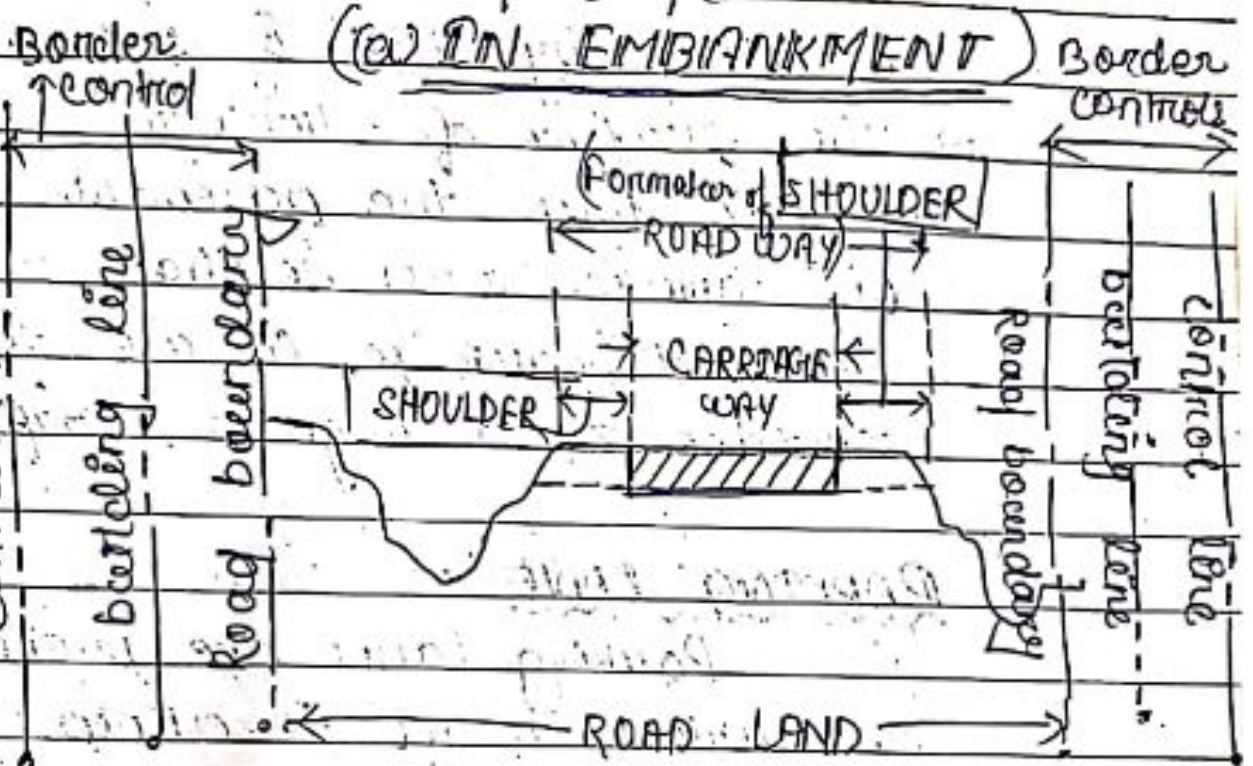 ((a) IN EMBANKMENT)
Border
control
Border
controls
(Formation of SHOULDER
ROAD WAY)
CARRIAGE
WAY
SHOULDER
building line
Road boundary
Road boundary
building line
control line
ROAD LAND